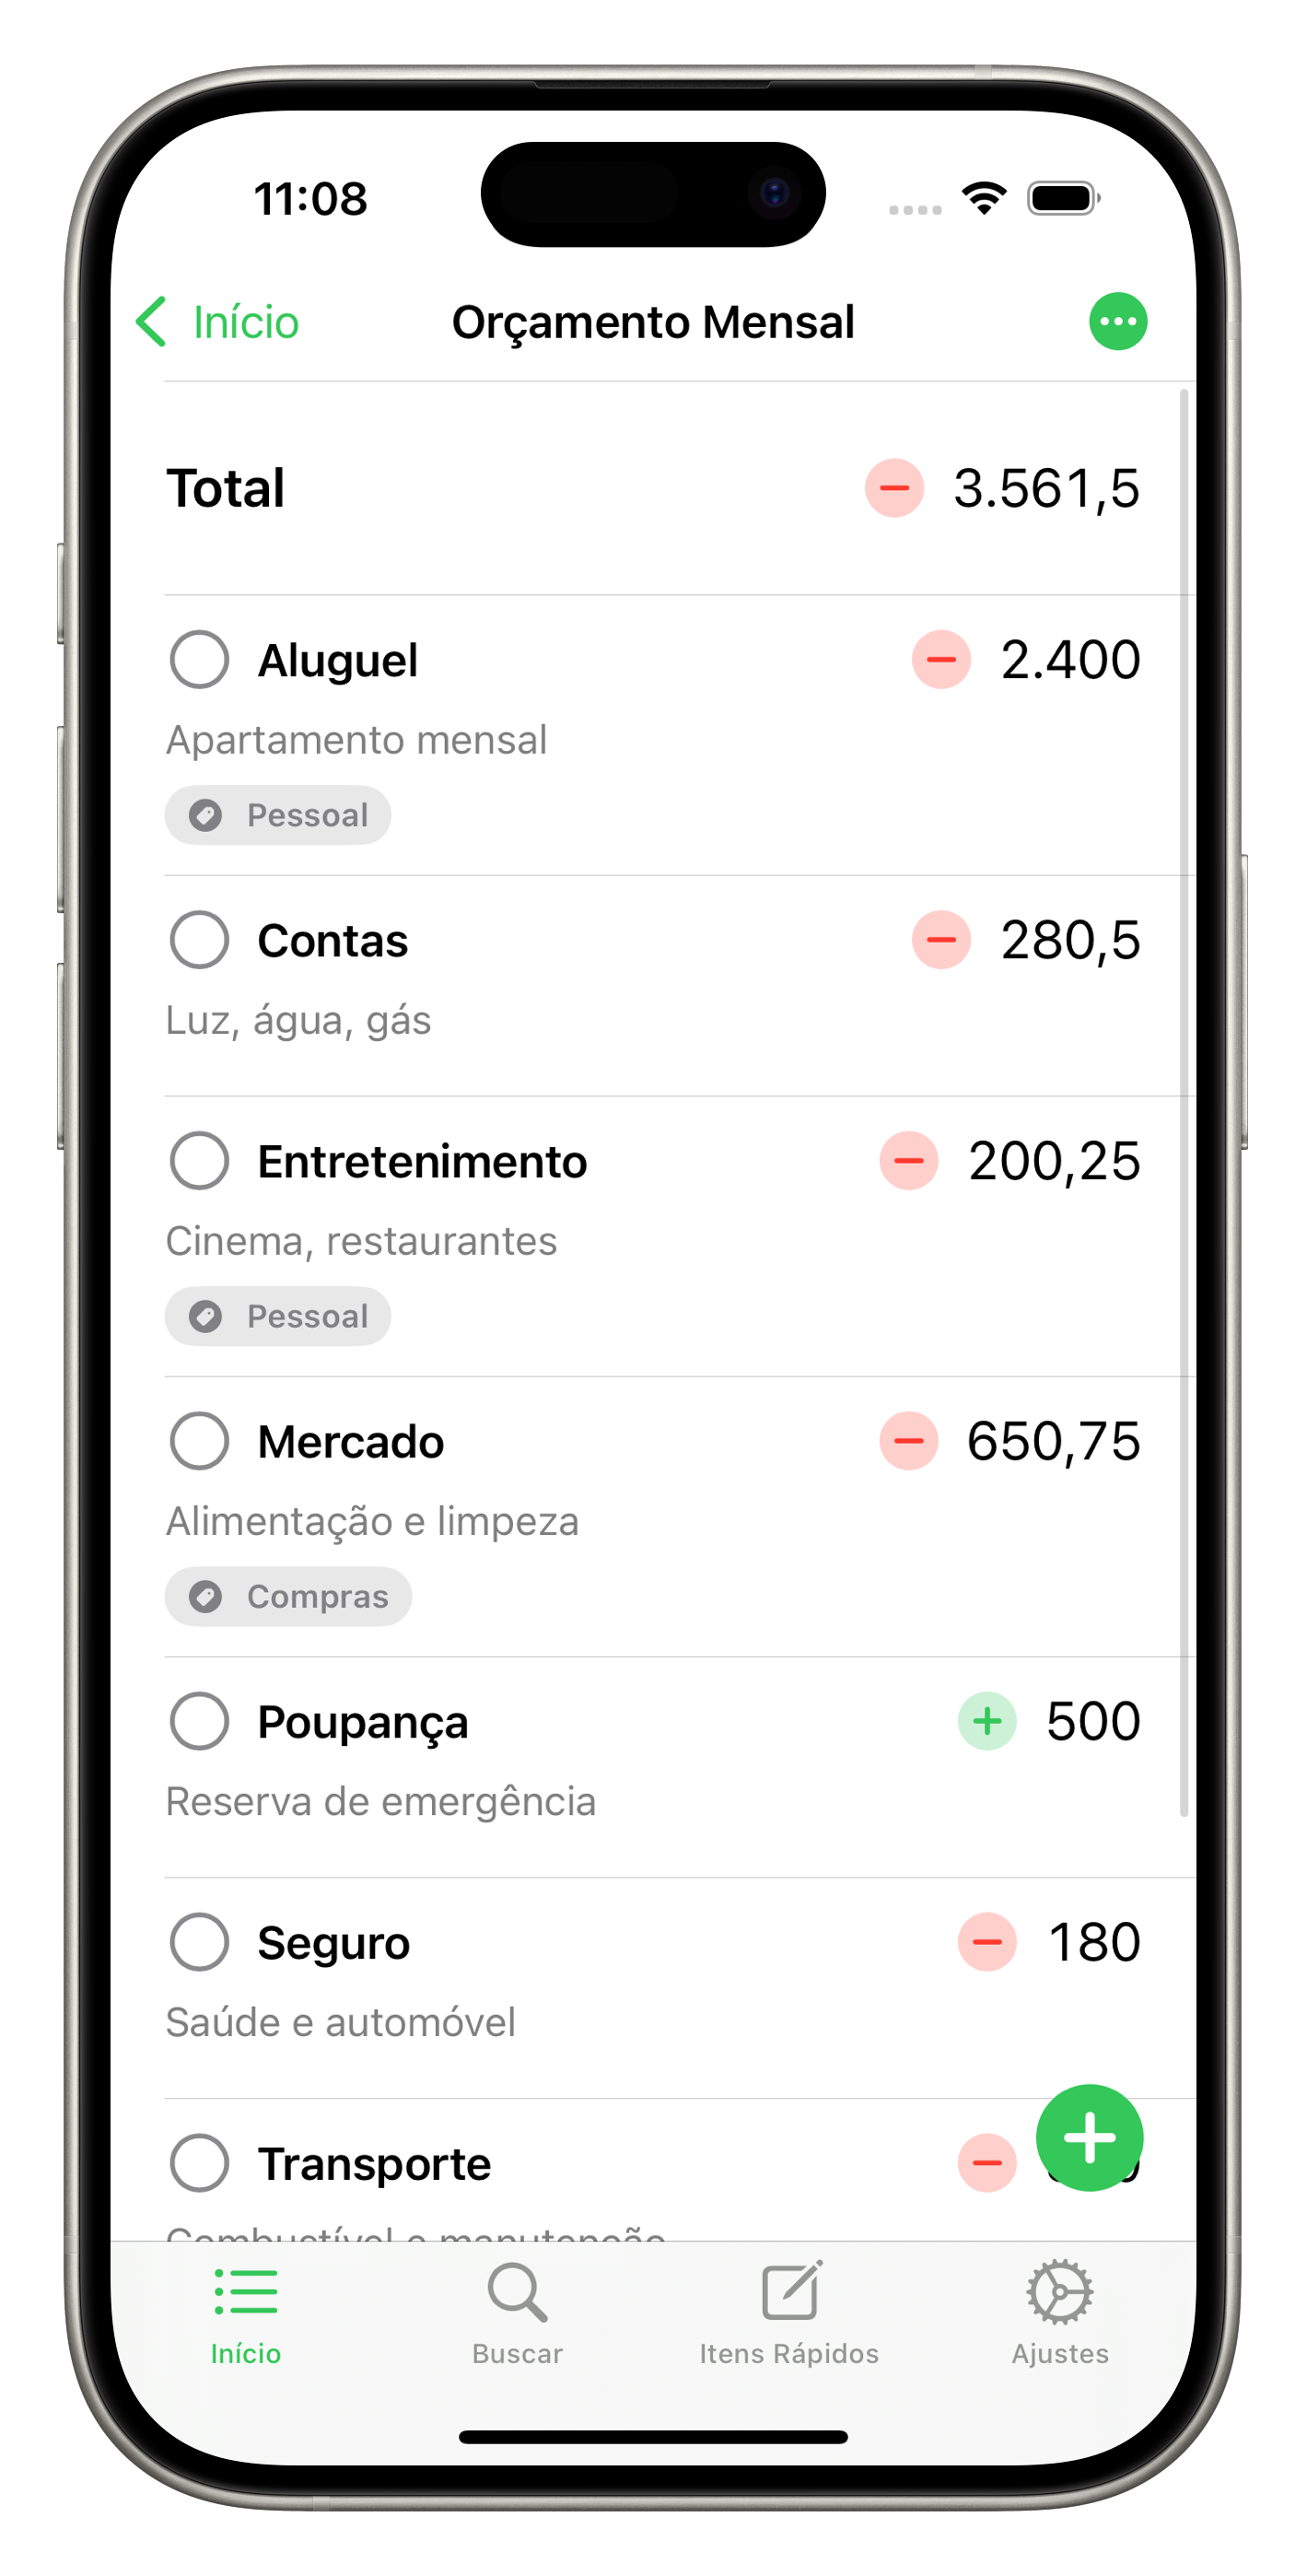 11:08
Início
Orçamento Mensal
Total 3.561,5
Aluguel 2.400
Apartamento mensal
Pessoal
Contas 280,5
Luz, água, gás
Entretenimento 200,25
Cinema, restaurantes
Pessoal
Mercado 650,75
Alimentação e limpeza
Compras
Poupança + 500
Reserva de emergência
Seguro 180
Saúde e automóvel
Transporte
Combustível e manutenção
Início Buscar Itens Rápidos Ajustes